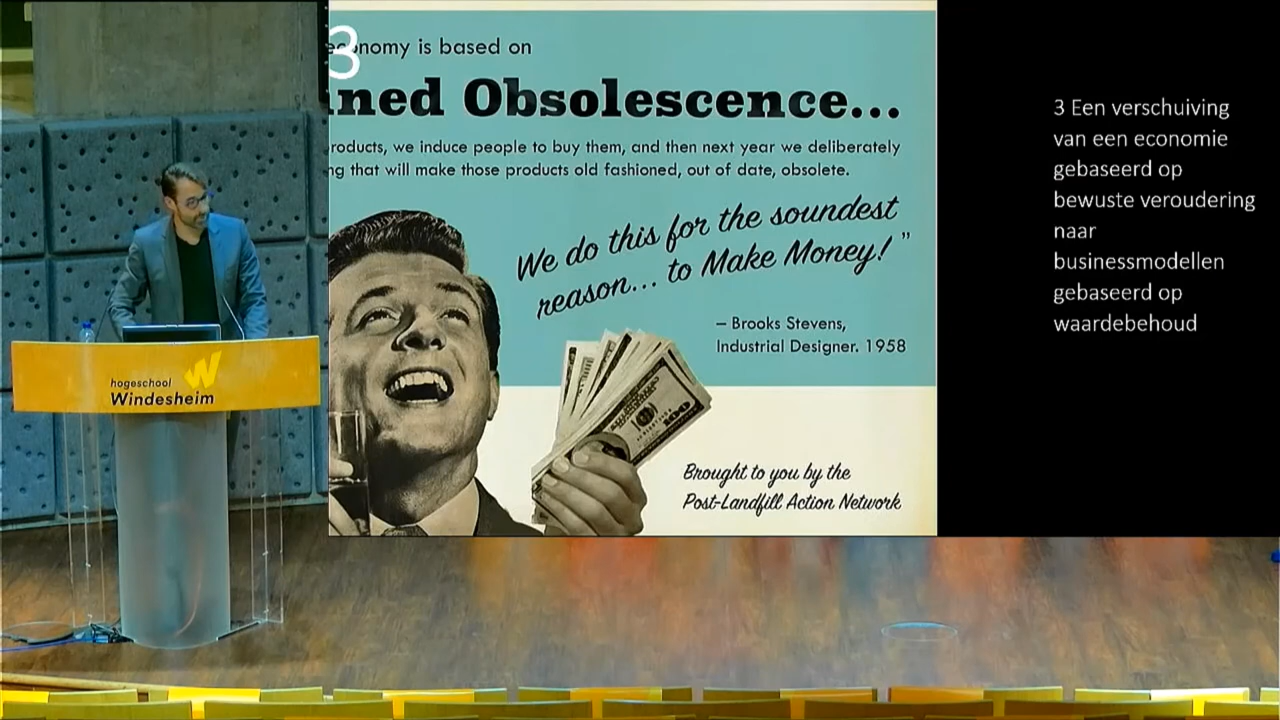 3
economy is based on
ned Obsolescence...
roducts, we induce people to buy them, and then next year we deliberately
ng that will make those products old fashioned, out of date, obsolete.
We do this for the soundest
reason... to Make Money!”
– Brooks Stevens,
Industrial Designer. 1958
Brought to you by the
Post-Landfill Action Network
3 Een verschuiving
van een economie
gebaseerd op
bewuste veroudering
naar
businessmodellen
gebaseerd op
waardebehoud
hogeschool
Windesheim